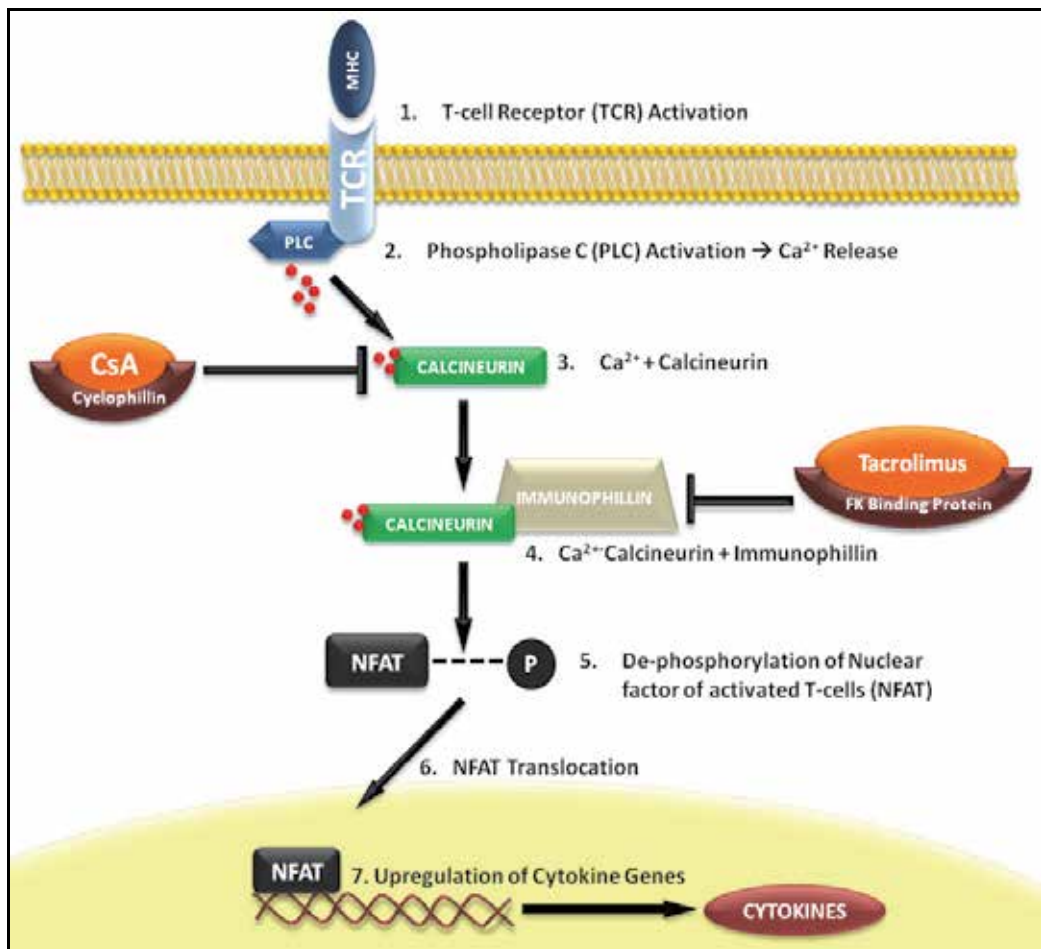 MHC
1. T-cell Receptor (TCR) Activation
TCR
PLC
2. Phospholipase C (PLC) Activation → Ca²⁺ Release
CsA
Cyclophillin
CALCINEURIN
3. Ca²⁺ + Calcineurin
Tacrolimus
FK Binding Protein
IMMUNOPHILLIN
CALCINEURIN
4. Ca²⁺⁻Calcineurin + Immunophillin
NFAT
P
5. De-phosphorylation of Nuclear
factor of activated T-cells (NFAT)
6. NFAT Translocation
NFAT
7. Upregulation of Cytokine Genes
CYTOKINES